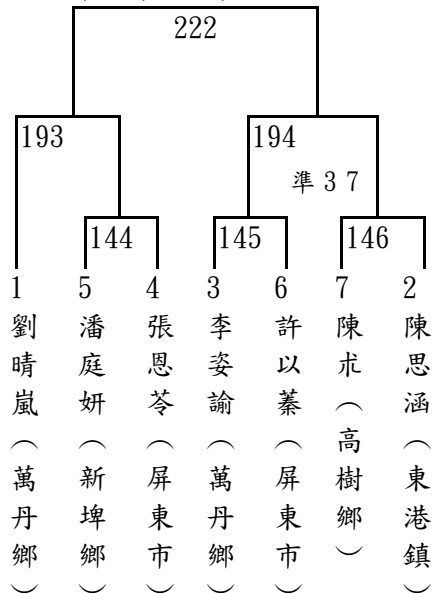 222
193
194
準 3 7
144
145
146
1
劉晴嵐（萬丹鄉）
5
潘庭妍（新埤鄉）
4
張恩苓（屏東市）
3
李姿諭（萬丹鄉）
6
許以蓁（屏東市）
7
陳朮（高樹鄉）
2
陳思涵（東港鎮）